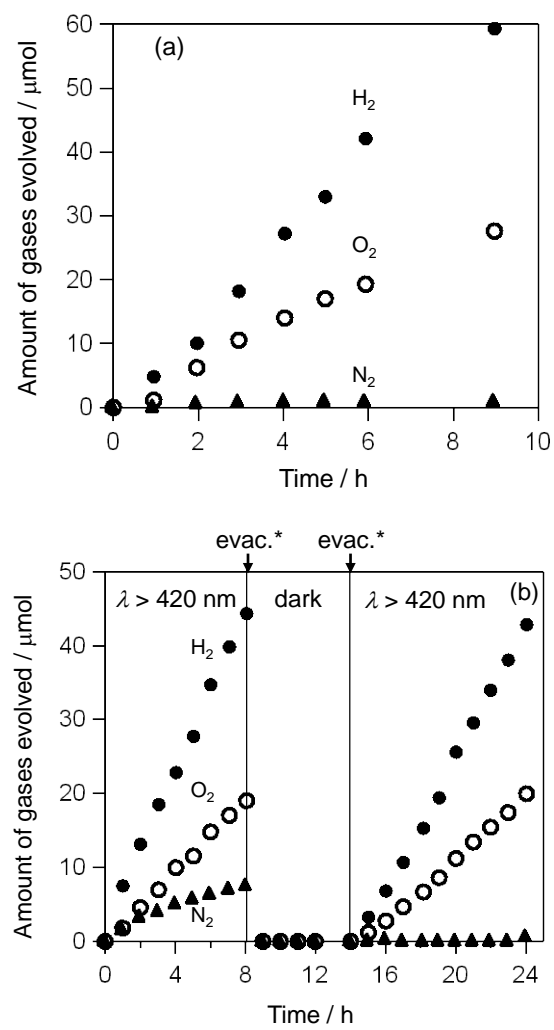 (a)
60
50
40
30
20
10
0
H₂
O₂
N₂
0 2 4 6 8 10
Time / h
Amount of gases evolved / μmol
evac.* evac.*
λ > 420 nm dark λ > 420 nm (b)
50
40
30
20
10
0
H₂
O₂
N₂
0 4 8 12 16 20 24
Time / h
Amount of gases evolved / μmol